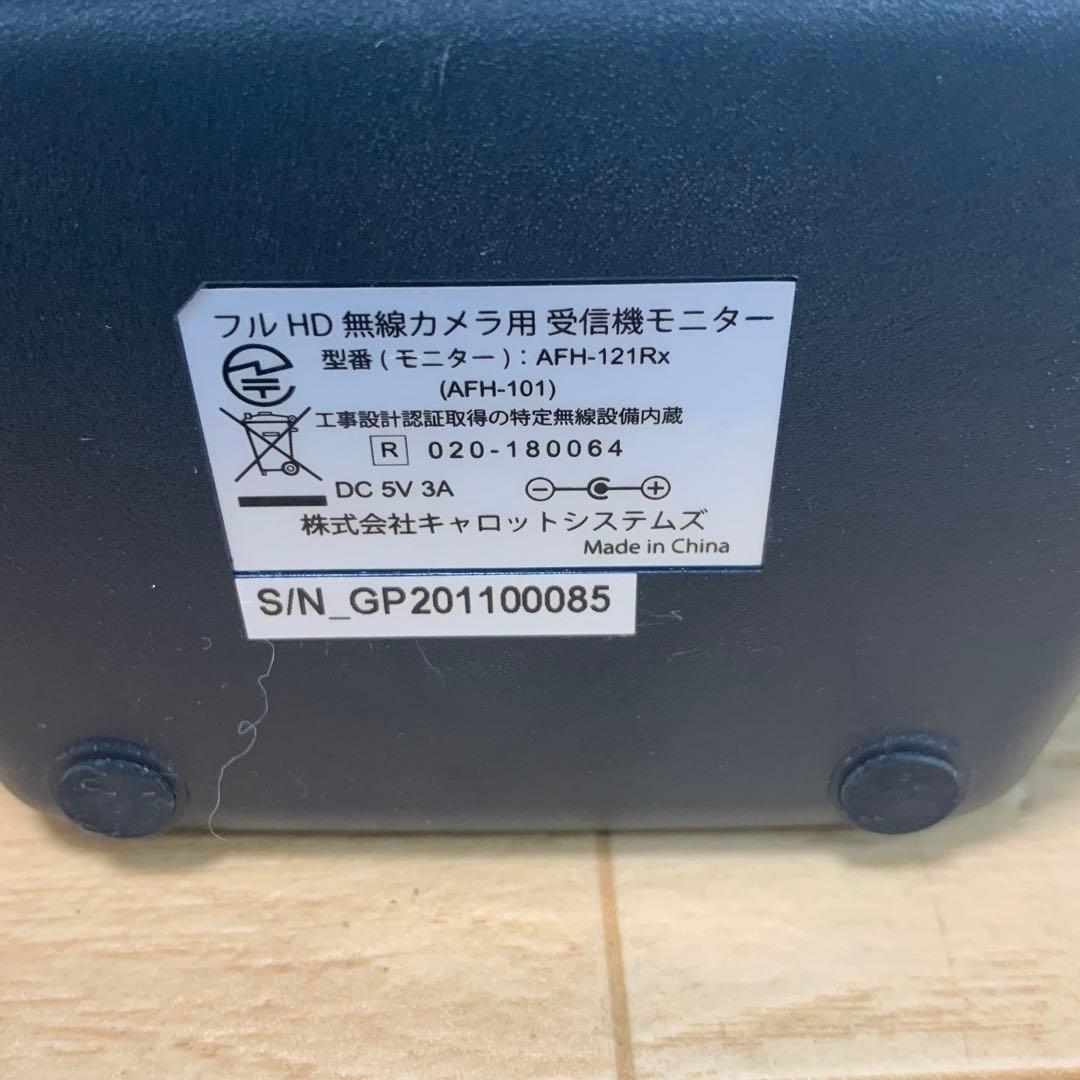 フル HD 無線カメラ用 受信機モニター
型番 ( モニター ) : AFH-121Rx
(AFH-101)
工事設計認証取得の特定無線設備内蔵
R 020-180064
DC 5V 3A
株式会社キャロットシステムズ
Made in China
S/N_GP201100085